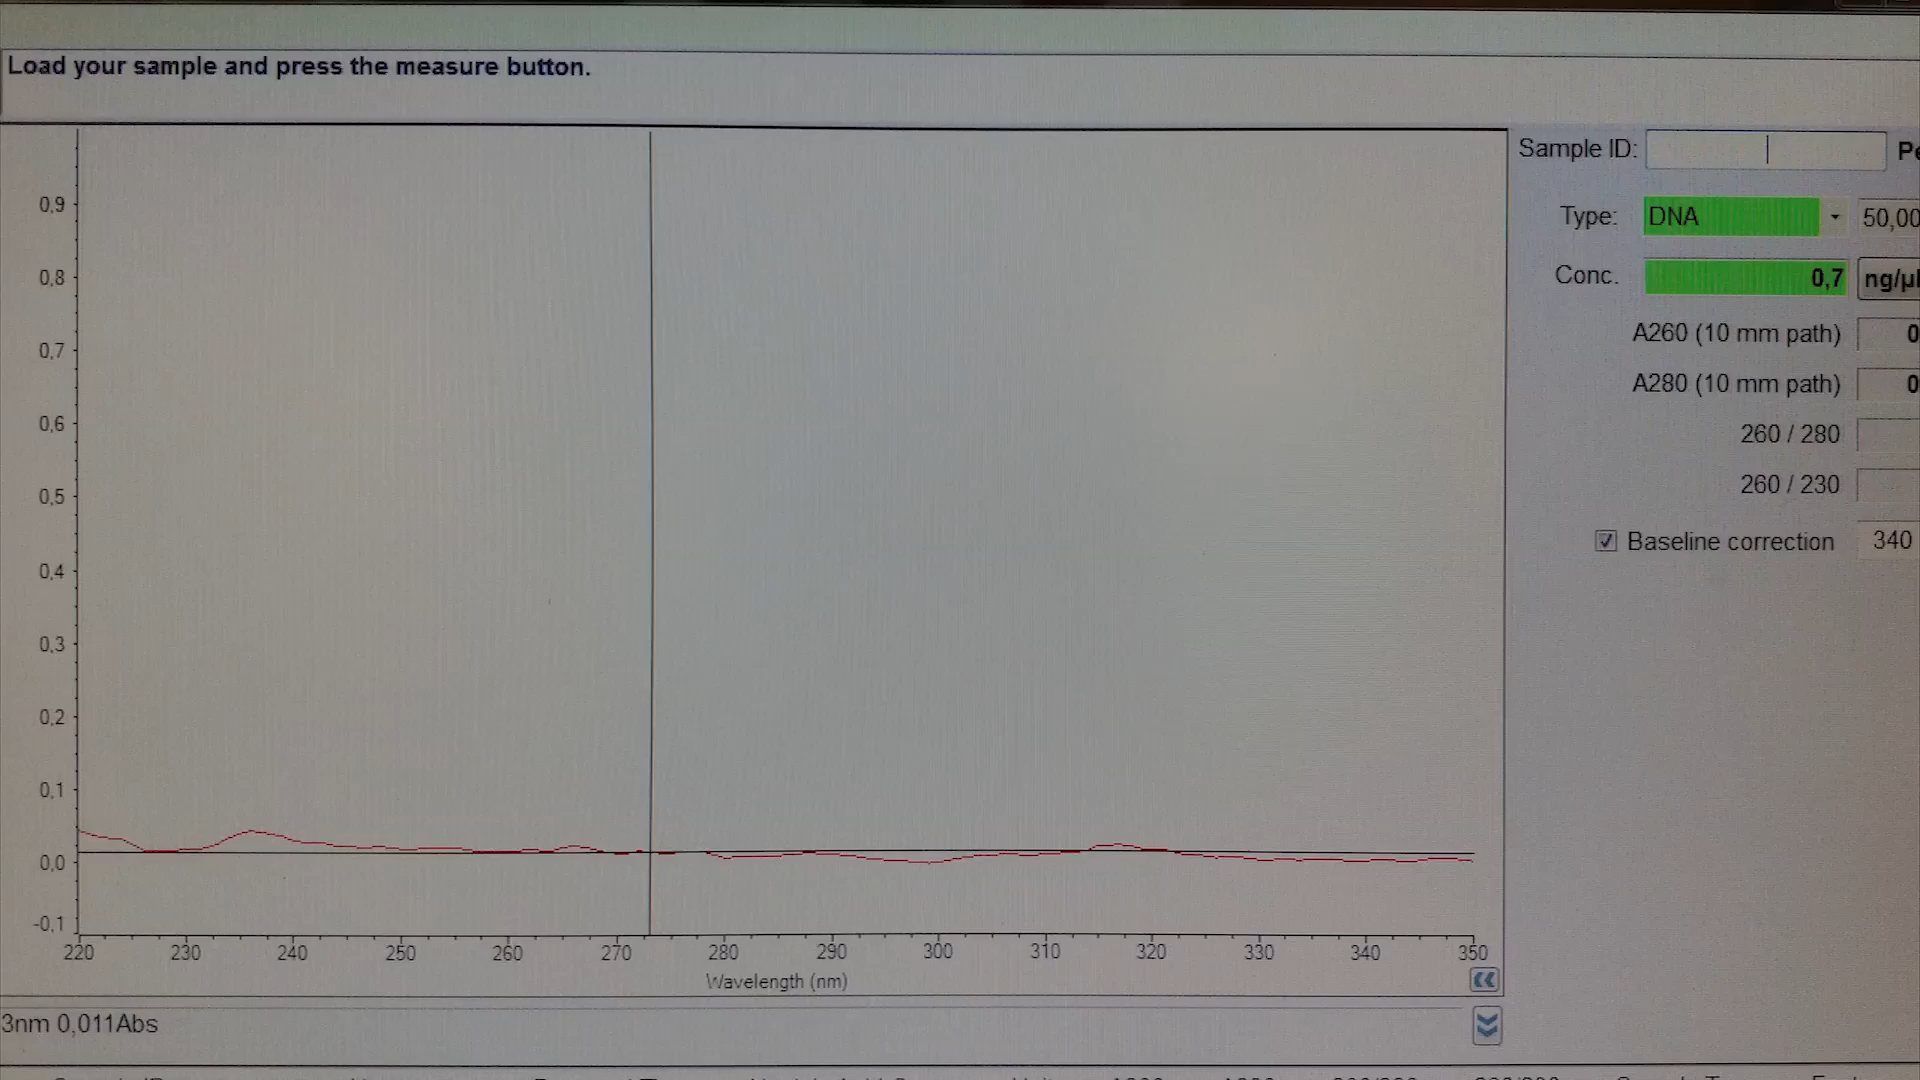 Load your sample and press the measure button.
Sample ID:
Type: DNA 50,00
Conc. 0,7 ng/µl
A260 (10 mm path) 0
A280 (10 mm path) 0
260 / 280
260 / 230
Baseline correction 340
0,9
0,8
0,7
0,6
0,5
0,4
0,3
0,2
0,1
0,0
-0,1
220 230 240 250 260 270 280 290 300 310 320 330 340 350
Wavelength (nm)
3nm 0,011Abs